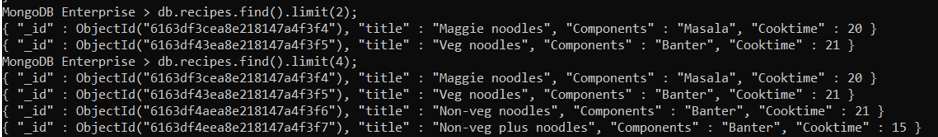 MongoDB Enterprise > db.recipes.find().limit(2);
{ "_id" : ObjectId("6163df3cea8e218147a4f3f4"), "title" : "Maggie noodles", "Components" : "Masala", "Cooktime" : 20 }
{ "_id" : ObjectId("6163df43ea8e218147a4f3f5"), "title" : "Veg noodles", "Components" : "Banter", "Cooktime" : 21 }
MongoDB Enterprise > db.recipes.find().limit(4);
{ "_id" : ObjectId("6163df3cea8e218147a4f3f4"), "title" : "Maggie noodles", "Components" : "Masala", "Cooktime" : 20 }
{ "_id" : ObjectId("6163df43ea8e218147a4f3f5"), "title" : "Veg noodles", "Components" : "Banter", "Cooktime" : 21 }
{ "_id" : ObjectId("6163df4aea8e218147a4f3f6"), "title" : "Non-veg noodles", "Components" : "Banter", "Cooktime" : 21 }
{ "_id" : ObjectId("6163df4eea8e218147a4f3f7"), "title" : "Non-veg plus noodles", "Components" : "Banter", "Cooktime" : 15 }